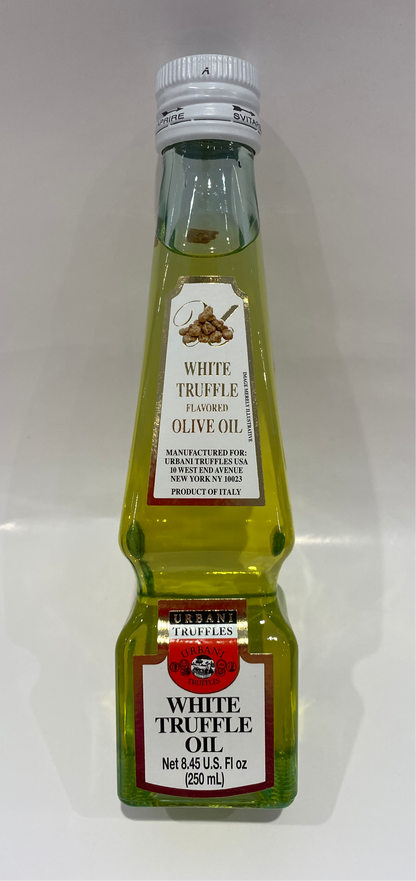 APRIRE
SVITARE
WHITE
TRUFFLE
FLAVORED
OLIVE OIL
IMAGE MERELY ILLUSTRATIVE
MANUFACTURED FOR:
URBANI TRUFFLES USA
10 WEST END AVENUE
NEW YORK NY 10023
PRODUCT OF ITALY
URBANI
TRUFFLES
URBANI
TRUFFLES
WHITE
TRUFFLE
OIL
Net 8.45 U.S. Fl oz
(250 mL)